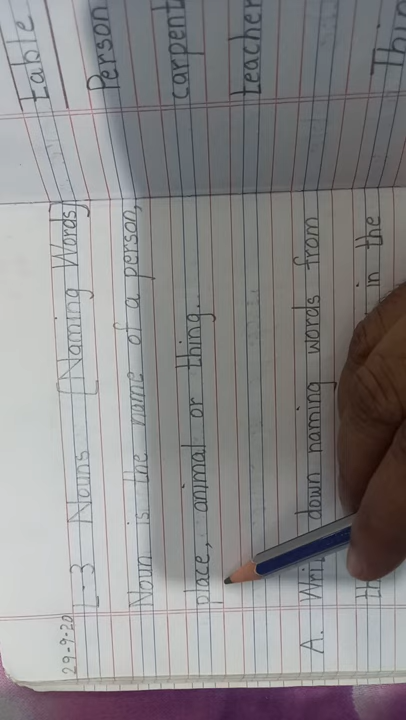 29-9-20
L-3 Nouns [Naming Words]
Noun is the name of a person,
place, animal or thing.
A. Wri down naming words from
th in the
table
Person
carpent
teacher
Thin